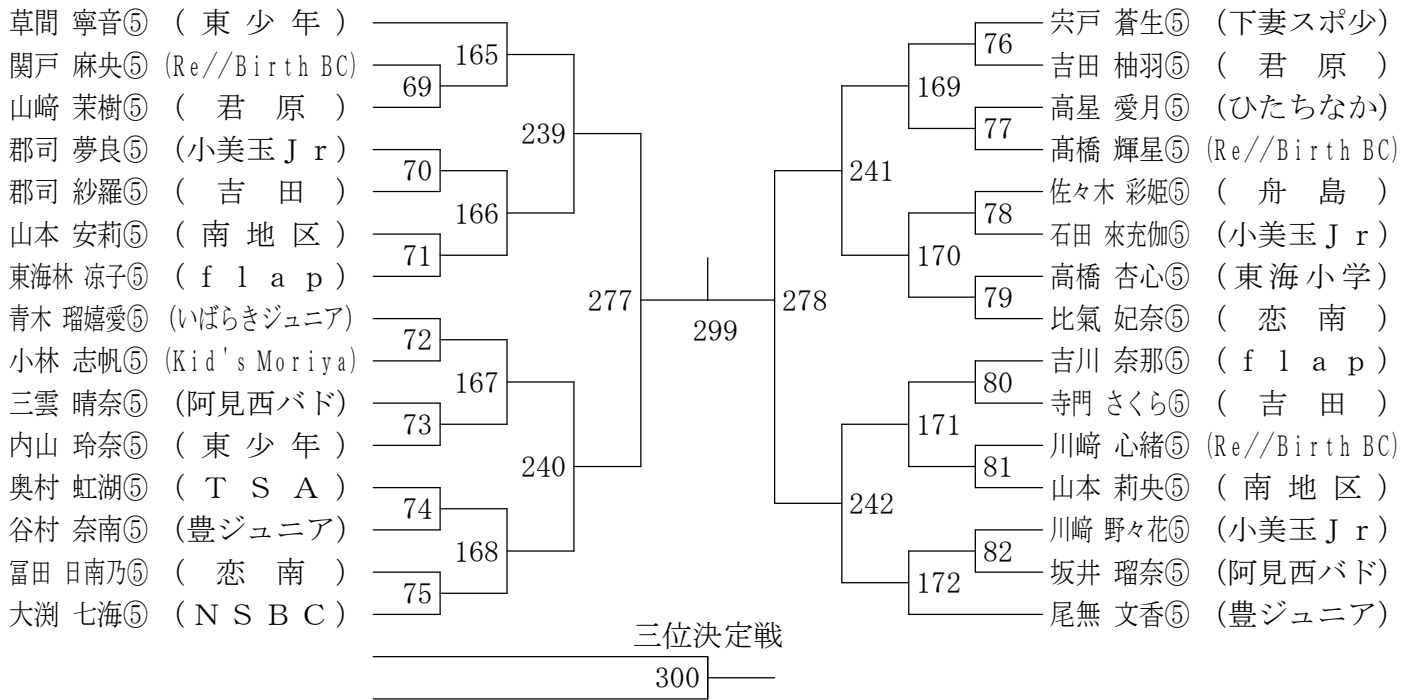 草間 寧音⑤ (東少年)
関戸 麻央⑤ (Re//Birth BC)
山﨑 茉樹⑤ (君原)
郡司 夢良⑤ (小美玉Jr)
郡司 紗羅⑤ (吉田)
山本 安莉⑤ (南地区)
東海林 凉子⑤ (flap)
青木 瑠嬉愛⑤ (いばらきジュニア)
小林 志帆⑤ (Kid's Moriya)
三雲 晴奈⑤ (阿見西バド)
内山 玲奈⑤ (東少年)
奥村 虹湖⑤ (TSA)
谷村 奈南⑤ (豊ジュニア)
冨田 日南乃⑤ (恋南)
大渕 七海⑤ (NSBC)
69
70
71
72
73
74
75
165
166
167
168
239
240
277
299
278
241
242
169
170
171
172
76
77
78
79
80
81
82
宍戸 蒼生⑤ (下妻スポ少)
吉田 柚羽⑤ (君原)
高星 愛月⑤ (ひたちなか)
髙橋 輝星⑤ (Re//Birth BC)
佐々木 彩姫⑤ (舟島)
石田 來充伽⑤ (小美玉Jr)
高橋 杏心⑤ (東海小学)
比氣 妃奈⑤ (恋南)
吉川 奈那⑤ (flap)
寺門 さくら⑤ (吉田)
川﨑 心緒⑤ (Re//Birth BC)
山本 莉央⑤ (南地区)
川﨑 野々花⑤ (小美玉Jr)
坂井 瑠奈⑤ (阿見西バド)
尾無 文香⑤ (豊ジュニア)
三位決定戦
300